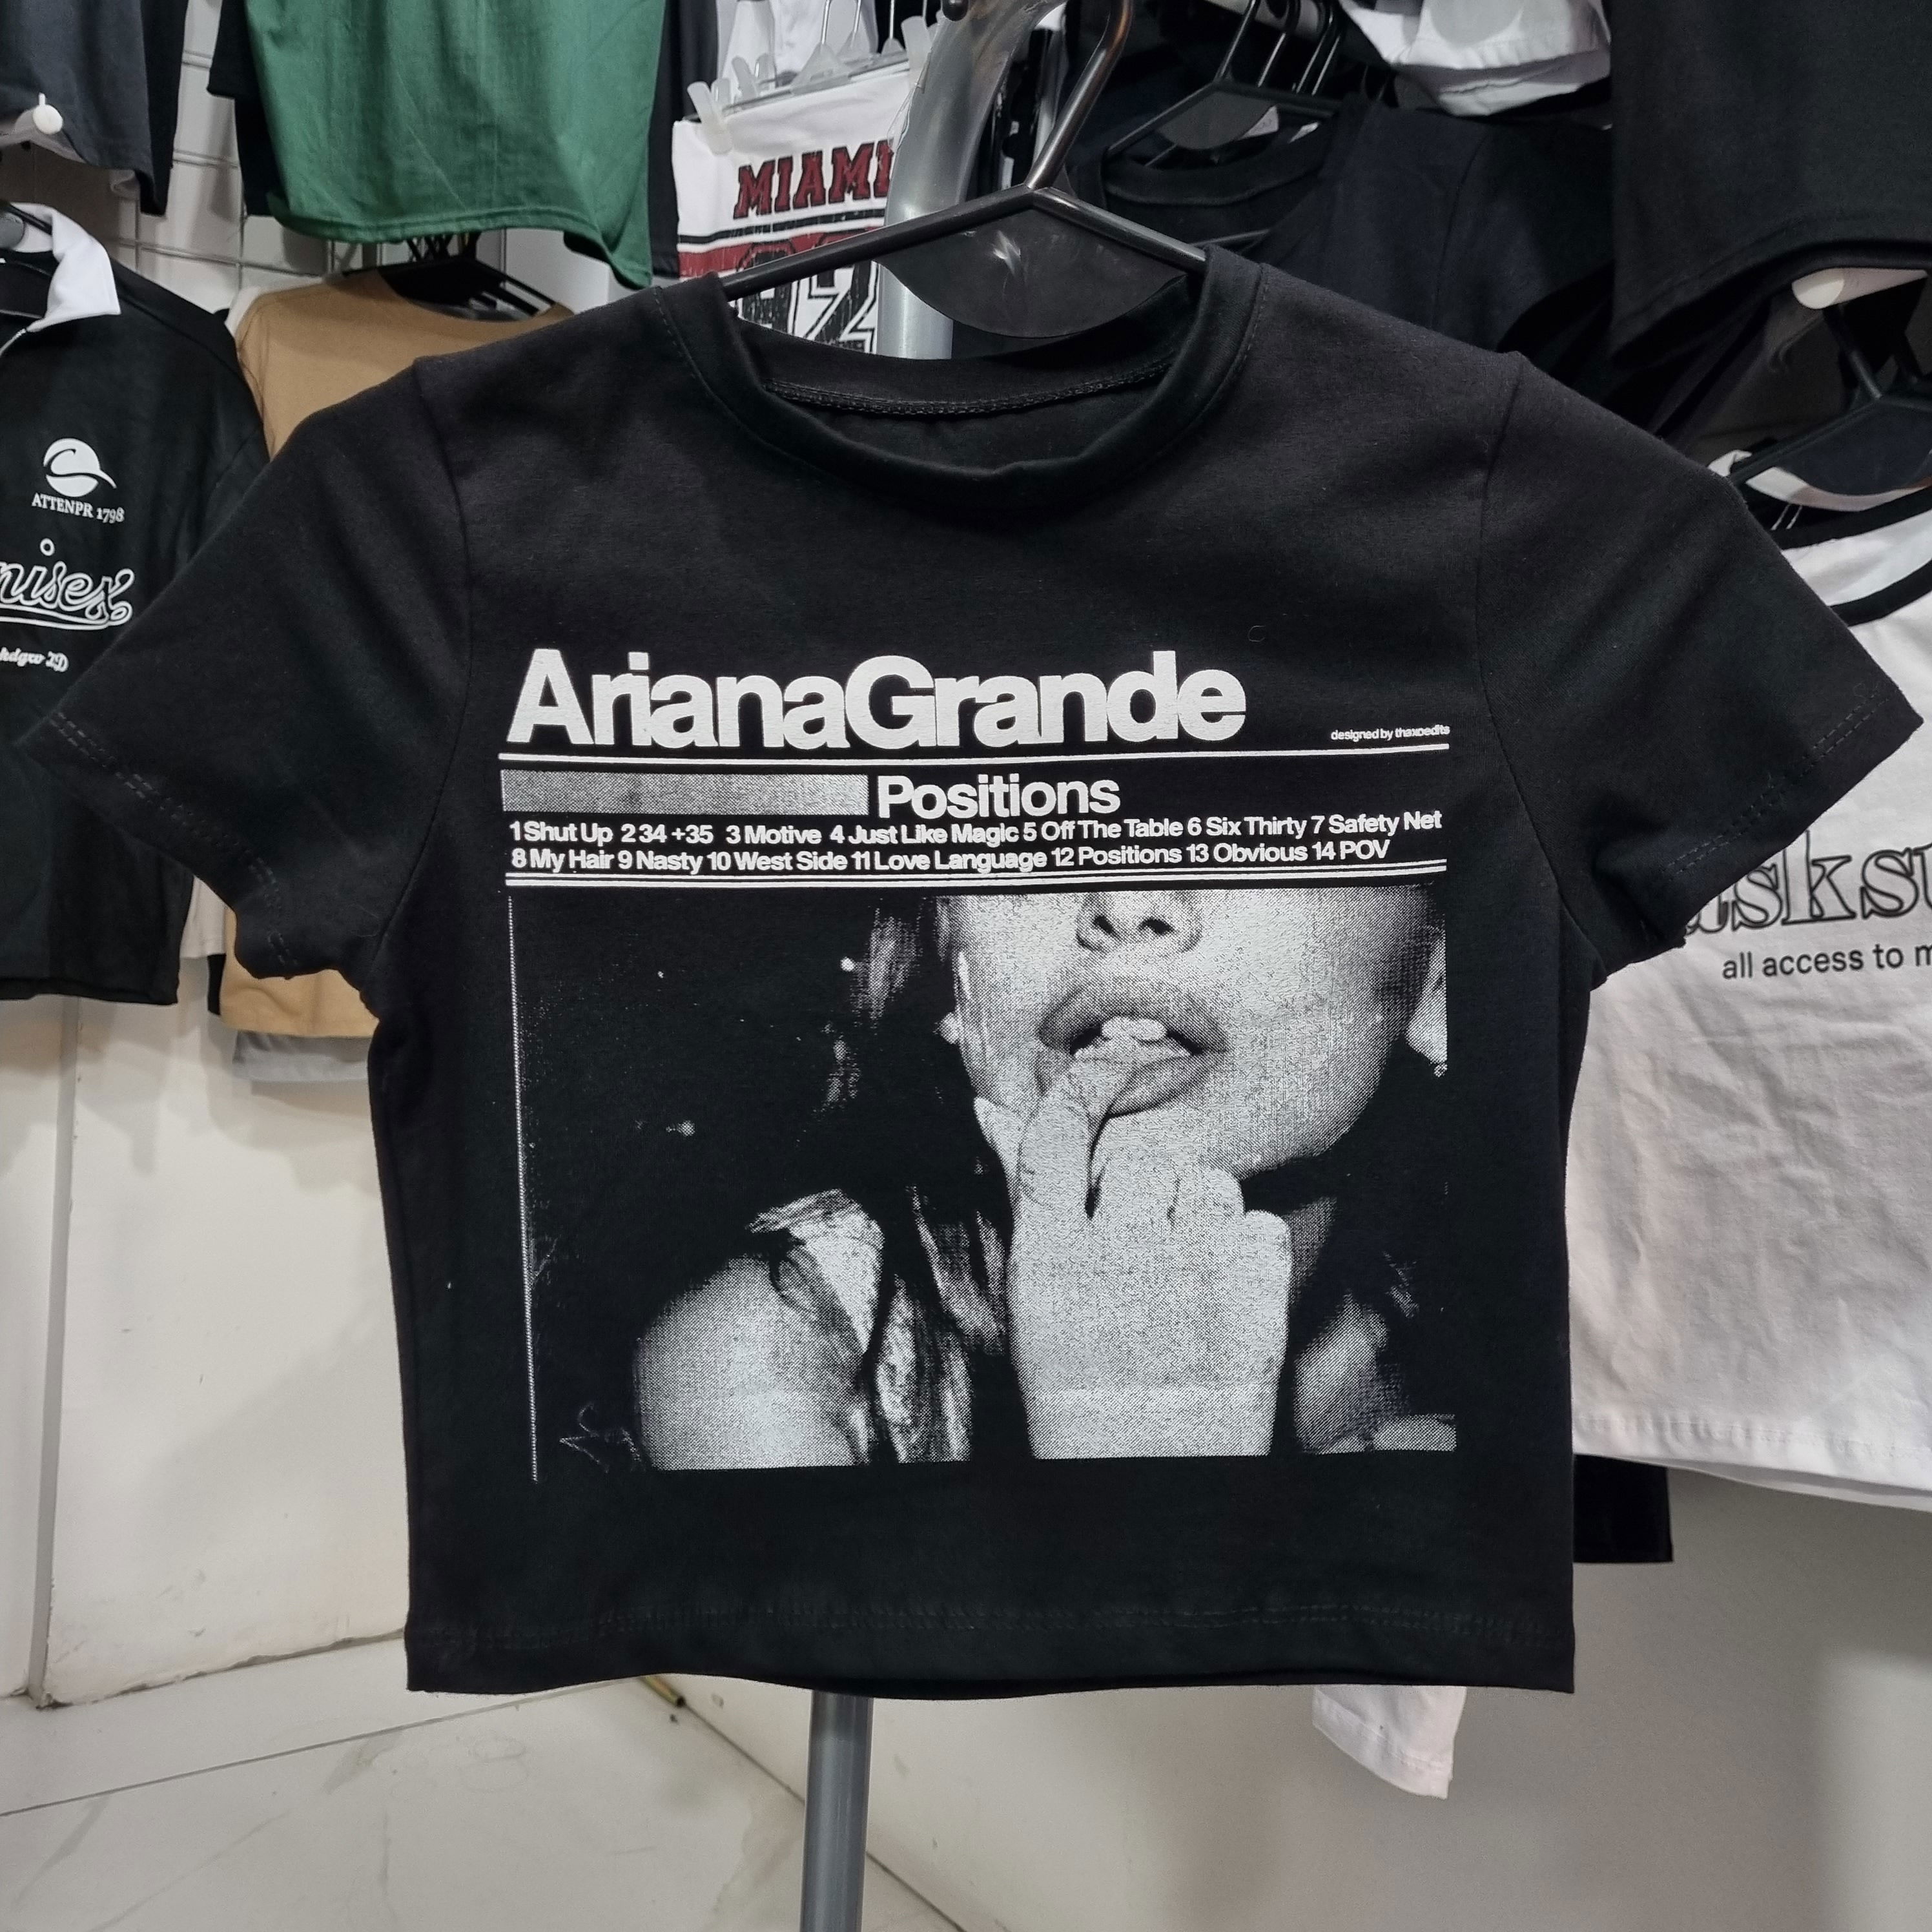 MIAMI
ATTENPR 1798
ArianaGrande
designed by thaxoedits
Positions
1 Shut Up 2 34 +35 3 Motive 4 Just Like Magic 5 Off The Table 6 Six Thirty 7 Safety Net
8 My Hair 9 Nasty 10 West Side 11 Love Language 12 Positions 13 Obvious 14 POV
all access to